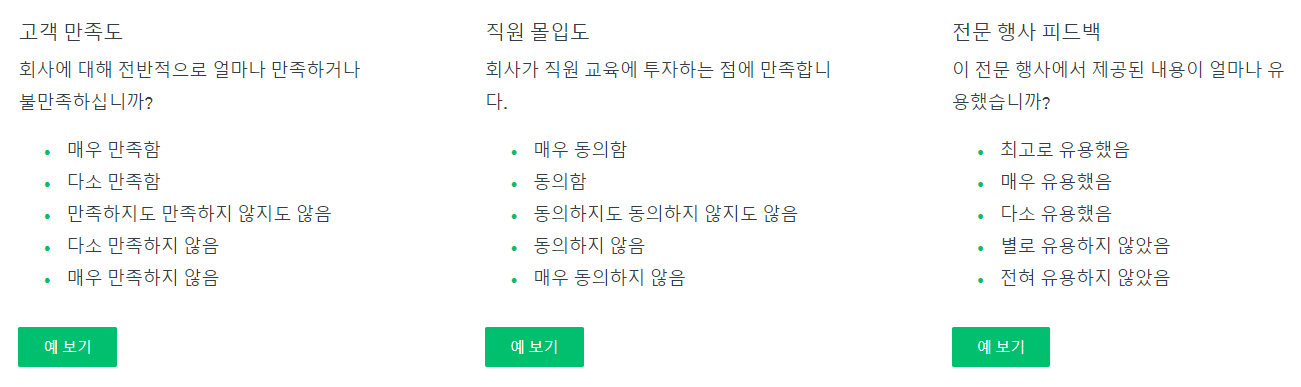 고객 만족도
회사에 대해 전반적으로 얼마나 만족하거나
불만족하십니까?
매우 만족함
다소 만족함
만족하지도 만족하지 않지도 않음
다소 만족하지 않음
매우 만족하지 않음
예 보기
직원 몰입도
회사가 직원 교육에 투자하는 점에 만족합니
다.
매우 동의함
동의함
동의하지도 동의하지 않지도 않음
동의하지 않음
매우 동의하지 않음
예 보기
전문 행사 피드백
이 전문 행사에서 제공된 내용이 얼마나 유
용했습니까?
최고로 유용했음
매우 유용했음
다소 유용했음
별로 유용하지 않았음
전혀 유용하지 않았음
예 보기